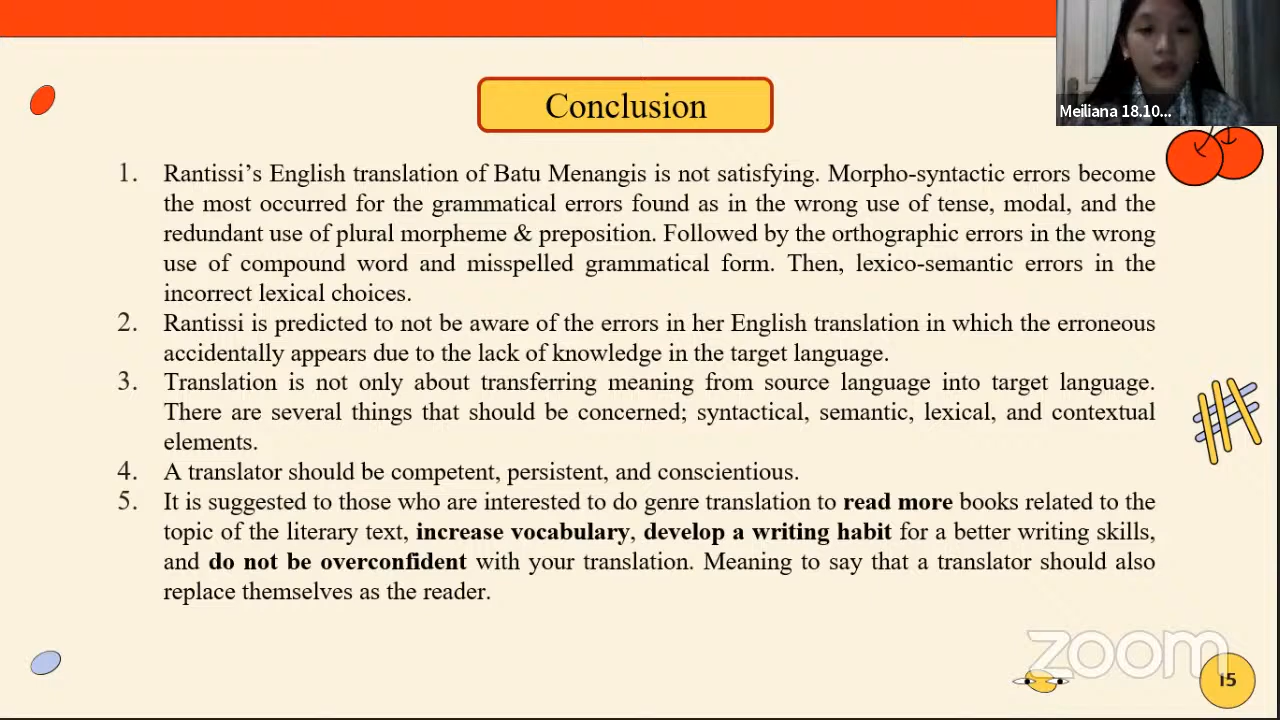 Meiliana 18.10...
Conclusion
1. Rantissi's English translation of Batu Menangis is not satisfying. Morpho-syntactic errors become
the most occurred for the grammatical errors found as in the wrong use of tense, modal, and the
redundant use of plural morpheme & preposition. Followed by the orthographic errors in the wrong
use of compound word and misspelled grammatical form. Then, lexico-semantic errors in the
incorrect lexical choices.
2. Rantissi is predicted to not be aware of the errors in her English translation in which the erroneous
accidentally appears due to the lack of knowledge in the target language.
3. Translation is not only about transferring meaning from source language into target language.
There are several things that should be concerned; syntactical, semantic, lexical, and contextual
elements.
4. A translator should be competent, persistent, and conscientious.
5. It is suggested to those who are interested to do genre translation to read more books related to the
topic of the literary text, increase vocabulary, develop a writing habit for a better writing skills,
and do not be overconfident with your translation. Meaning to say that a translator should also
replace themselves as the reader.
zoom
15